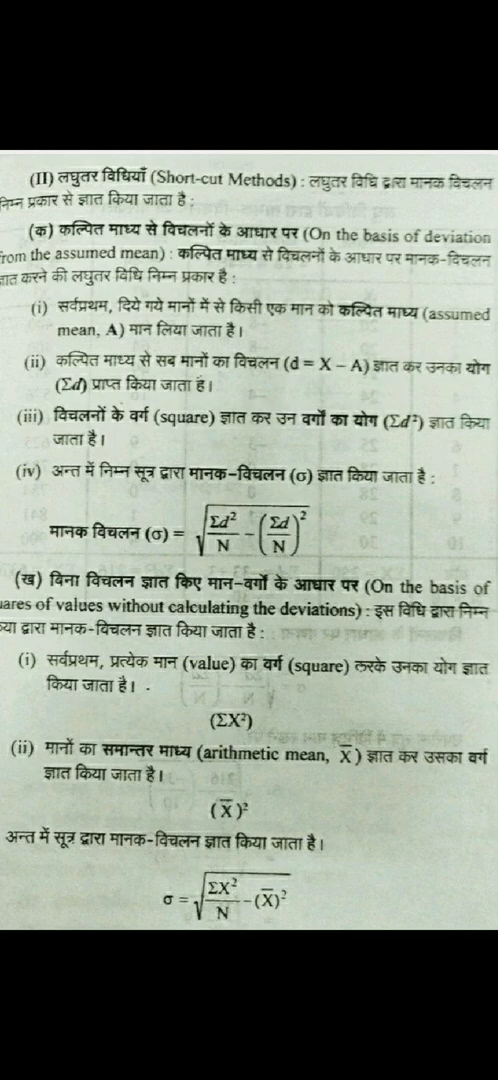 (II) लघुतर विधियाँ (Short-cut Methods) : लघुतर विधि द्वारा मानक विचलन
निम्न प्रकार से ज्ञात किया जाता है :
(क) कल्पित माध्य से विचलनों के आधार पर (On the basis of deviation
from the assumed mean) : कल्पित माध्य से विचलनों के आधार पर मानक-विचलन
ज्ञात करने की लघुतर विधि निम्न प्रकार है :
(i) सर्वप्रथम, दिये गये मानों में से किसी एक मान को कल्पित माध्य (assumed
mean, A) मान लिया जाता है।
(ii) कल्पित माध्य से सब मानों का विचलन (d = X – A) ज्ञात कर उनका योग
(Σd) प्राप्त किया जाता है।
(iii) विचलनों के वर्ग (square) ज्ञात कर उन वर्गों का योग (Σd²) ज्ञात किया
जाता है।
(iv) अन्त में निम्न सूत्र द्वारा मानक-विचलन (σ) ज्ञात किया जाता है :
मानक विचलन (σ) = √(Σd²/N – (Σd/N)²)
(ख) विना विचलन ज्ञात किए मान-वर्गों के आधार पर (On the basis of
uares of values without calculating the deviations) : इस विधि द्वारा निम्न
द्वारा मानक-विचलन ज्ञात किया जाता है :
(i) सर्वप्रथम, प्रत्येक मान (value) का वर्ग (square) करके उनका योग ज्ञात
किया जाता है।
(ΣX²)
(ii) मानों का समान्तर माध्य (arithmetic mean, X̄) ज्ञात कर उसका वर्ग
ज्ञात किया जाता है।
(X̄)²
अन्त में सूत्र द्वारा मानक-विचलन ज्ञात किया जाता है।
σ = √(ΣX²/N – (X̄)²)